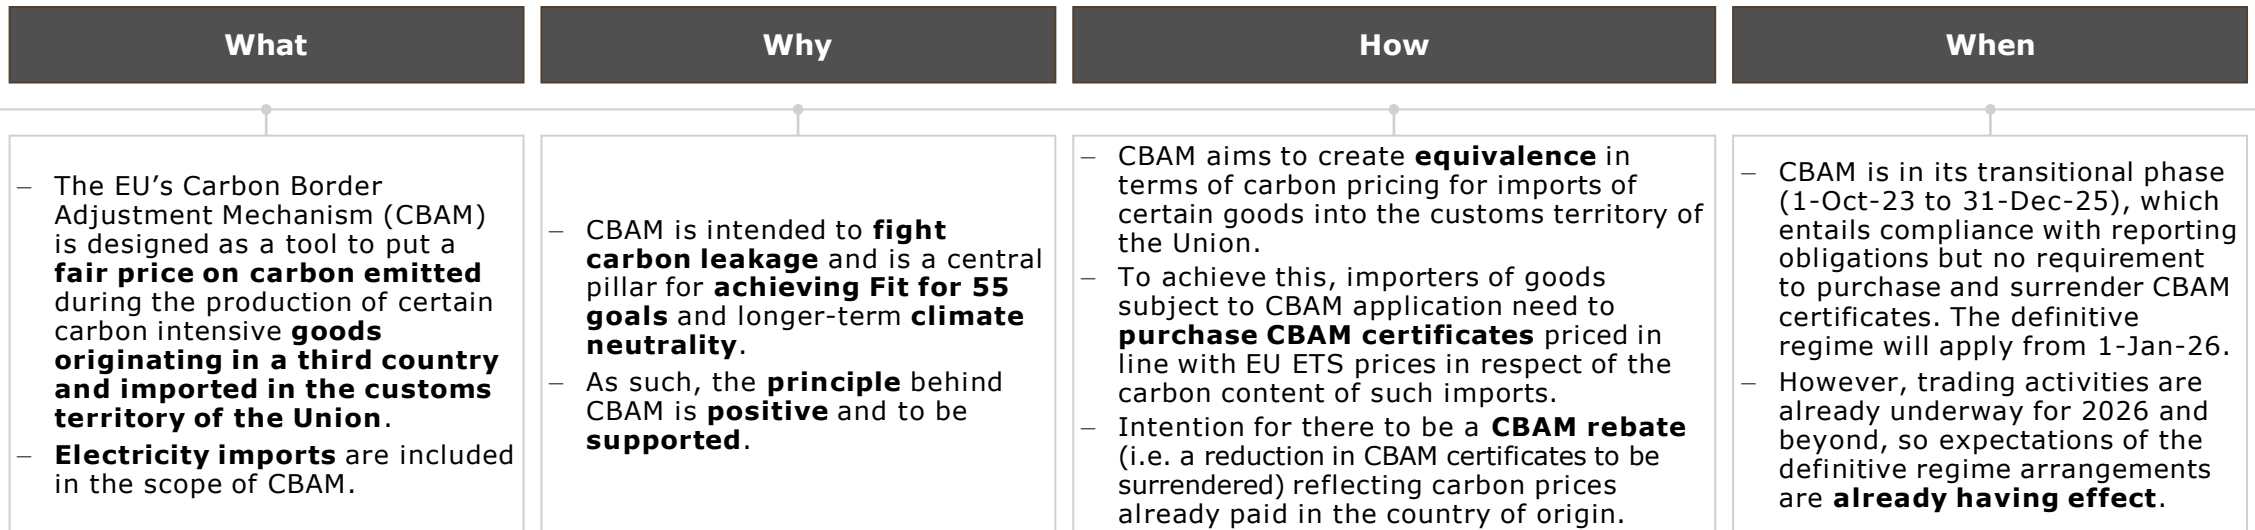 What
Why
How
When
– The EU’s Carbon Border
Adjustment Mechanism (CBAM)
is designed as a tool to put a
fair price on carbon emitted
during the production of certain
carbon intensive goods
originating in a third country
and imported in the customs
territory of the Union.
– Electricity imports are included
in the scope of CBAM.
– CBAM is intended to fight
carbon leakage and is a central
pillar for achieving Fit for 55
goals and longer-term climate
neutrality.
– As such, the principle behind
CBAM is positive and to be
supported.
– CBAM aims to create equivalence in
terms of carbon pricing for imports of
certain goods into the customs territory of
the Union.
– To achieve this, importers of goods
subject to CBAM application need to
purchase CBAM certificates priced in
line with EU ETS prices in respect of the
carbon content of such imports.
– Intention for there to be a CBAM rebate
(i.e. a reduction in CBAM certificates to be
surrendered) reflecting carbon prices
already paid in the country of origin.
– CBAM is in its transitional phase
(1-Oct-23 to 31-Dec-25), which
entails compliance with reporting
obligations but no requirement
to purchase and surrender CBAM
certificates. The definitive
regime will apply from 1-Jan-26.
– However, trading activities are
already underway for 2026 and
beyond, so expectations of the
definitive regime arrangements
are already having effect.